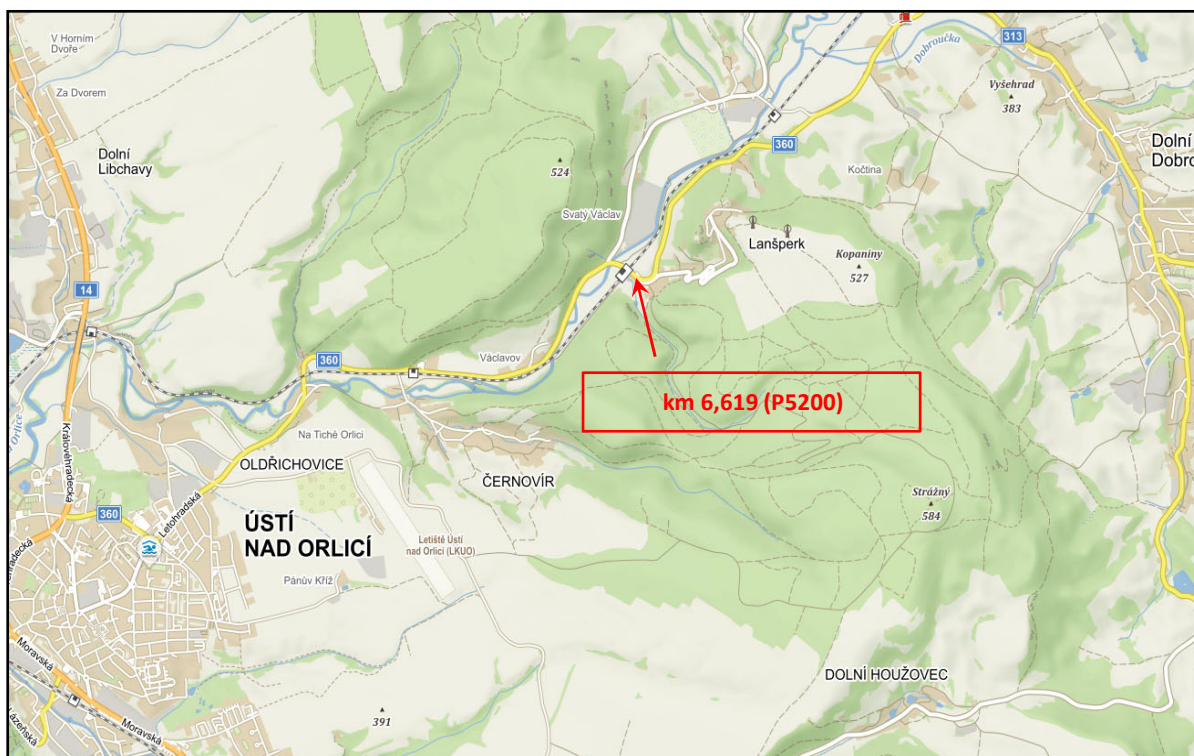 V Horním
Dvoře
Za Dvorem
Dolní
Libchavy
14
524
Svatý Václav
360
313
Dobroučka
Vyšehrad
383
Dolní
Kočtina
Lanšperk
Kopaniny
527
360
Václavov
km 6,619 (P5200)
Královéhradecká
Na Tiché Orlici
OLDŘICHOVICE
Letohradská
360
ÚSTÍ
NAD ORLICÍ
ČERNOVÍR
Letiště Ústí
nad Orlicí (LKUO)
Pánův Kříž
Strážný
584
Moravská
Moravská
Lázeňská
391
DOLNÍ HOUŽOVEC